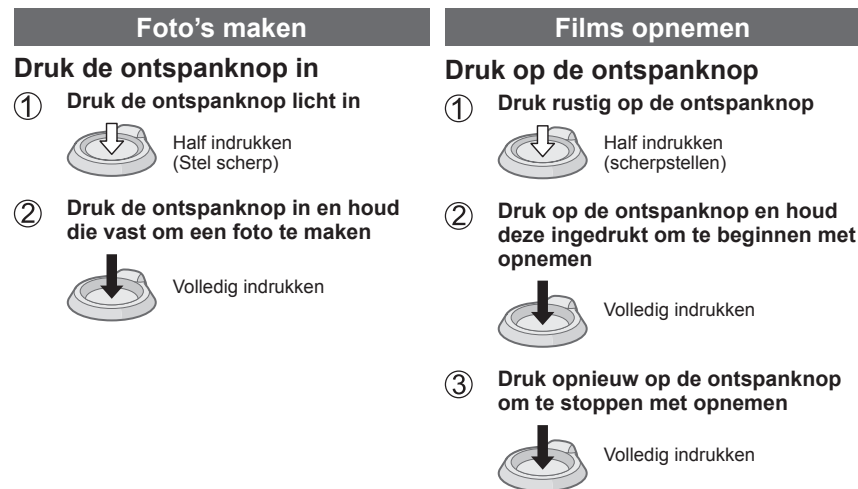 Foto’s maken
Druk de ontspanknop in
① Druk de ontspanknop licht in
Half indrukken
(Stel scherp)
② Druk de ontspanknop in en houd
die vast om een foto te maken
Volledig indrukken
Films opnemen
Druk op de ontspanknop
① Druk rustig op de ontspanknop
Half indrukken
(scherpstellen)
② Druk op de ontspanknop en houd
deze ingedrukt om te beginnen met
opnemen
Volledig indrukken
③ Druk opnieuw op de ontspanknop
om te stoppen met opnemen
Volledig indrukken